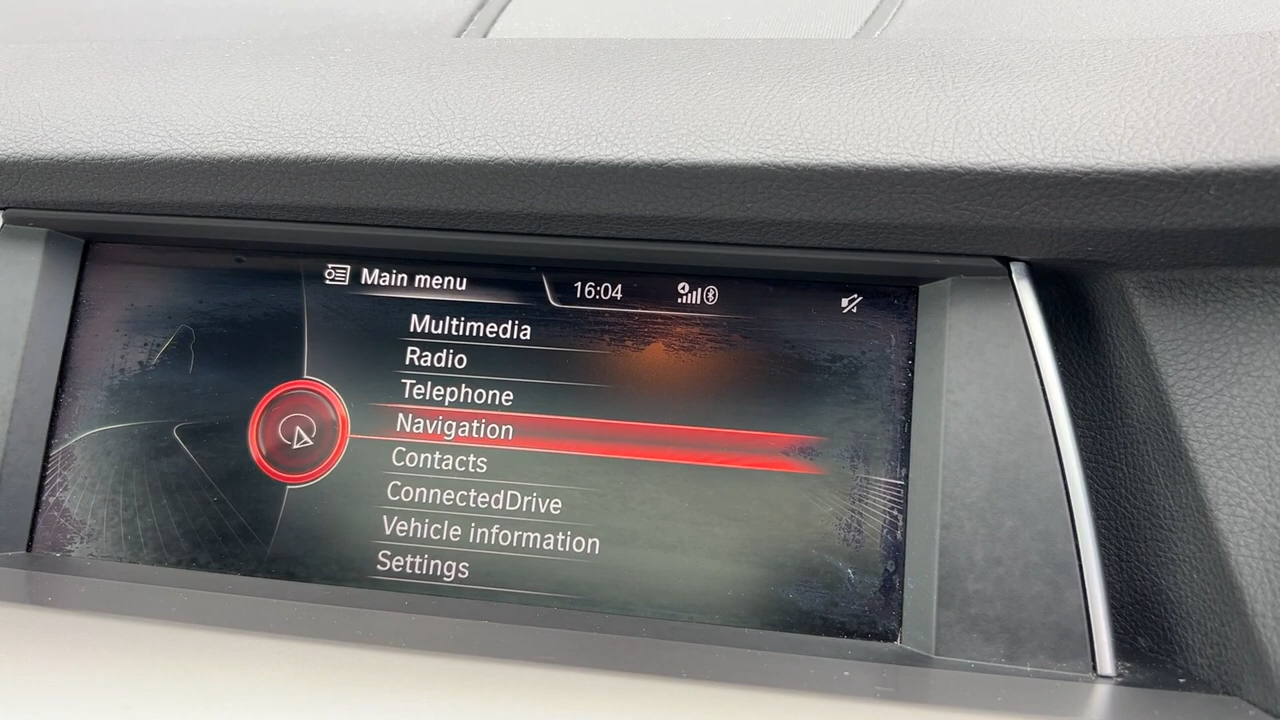 Main menu 16:04
Multimedia
Radio
Telephone
Navigation
Contacts
ConnectedDrive
Vehicle information
Settings